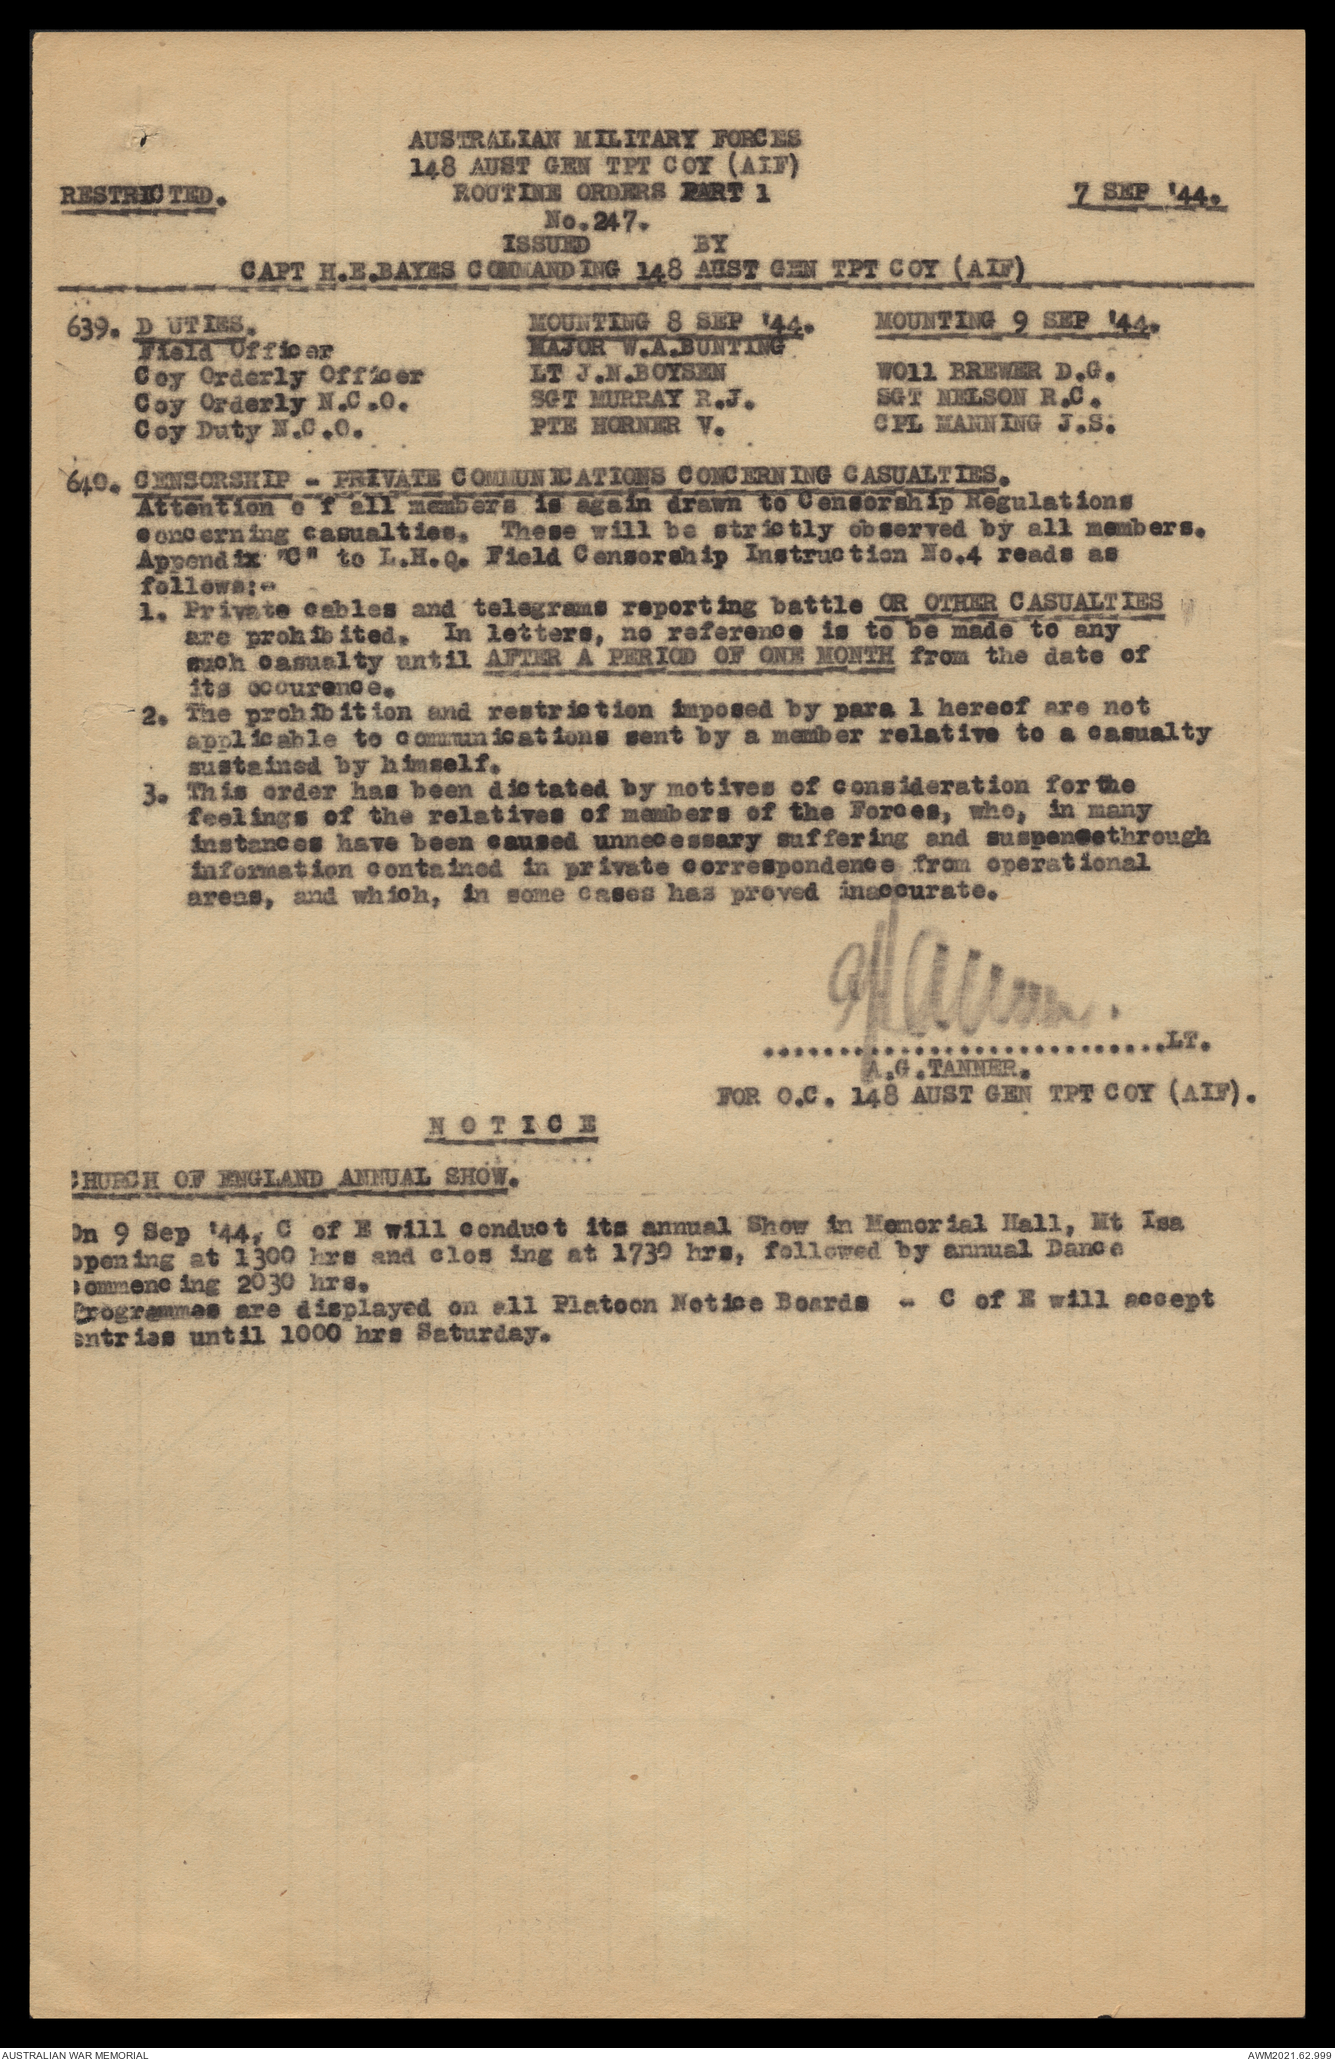 AUSTRALIAN MILITARY FORCES
148 AUST GEN TPT COY (AIF)
RESTRICTED. ROUTINE ORDERS PART 1 7 SEP '44.
No.247.
ISSUED BY
CAPT H.E.BAYES COMMANDING 148 AUST GEN TPT COY (AIF)
639. D UTIES. MOUNTING 8 SEP '44. MOUNTING 9 SEP '44.
Field Officer MAJOR W.A.BUNTING
Coy Orderly Officer LT J.N.BOYSEN WO11 BREWER D.G.
Coy Orderly N.C.O. SGT MURRAY R.J. SGT NELSON R.C.
Coy Duty N.C.O. PTE HORNER V. CPL MANNING J.S.
640. CENSORSHIP - PRIVATE COMMUNICATIONS CONCERNING CASUALTIES.
Attention o f all members is again drawn to Censorship Regulations
concerning casualties. These will be strictly observed by all members.
Appendix "C" to L.H.Q. Field Censorship Instruction No.4 reads as
follows:-
1. Private cables and telegrams reporting battle OR OTHER CASUALTIES
are prohibited. In letters, no reference is to be made to any
such casualty until AFTER A PERIOD OF ONE MONTH from the date of
its occurence.
2. The prohibition and restriction imposed by para 1 hereof are not
applicable to communications sent by a member relative to a casualty
sustained by himself.
3. This order has been dictated by motives of consideration for the
feelings of the relatives of members of the Forces, who, in many
instances have been caused unnecessary suffering and suspensethrough
information contained in private correspondence from operational
areas, and which, in some cases has proved inaccurate.
..............................LT.
A.G.TANNER.
FOR O.C. 148 AUST GEN TPT COY (AIF).
N O T I C E
CHURCH OF ENGLAND ANNUAL SHOW.
On 9 Sep '44, C of E will conduct its annual Show in Memorial Hall, Mt Isa
opening at 1300 hrs and clos ing at 1730 hrs, followed by annual Dance
commencing 2030 hrs.
Programmes are displayed on all Platoon Notice Boards - C of E will accept
entries until 1000 hrs Saturday.
AUSTRALIAN WAR MEMORIAL AWM2021.62.999